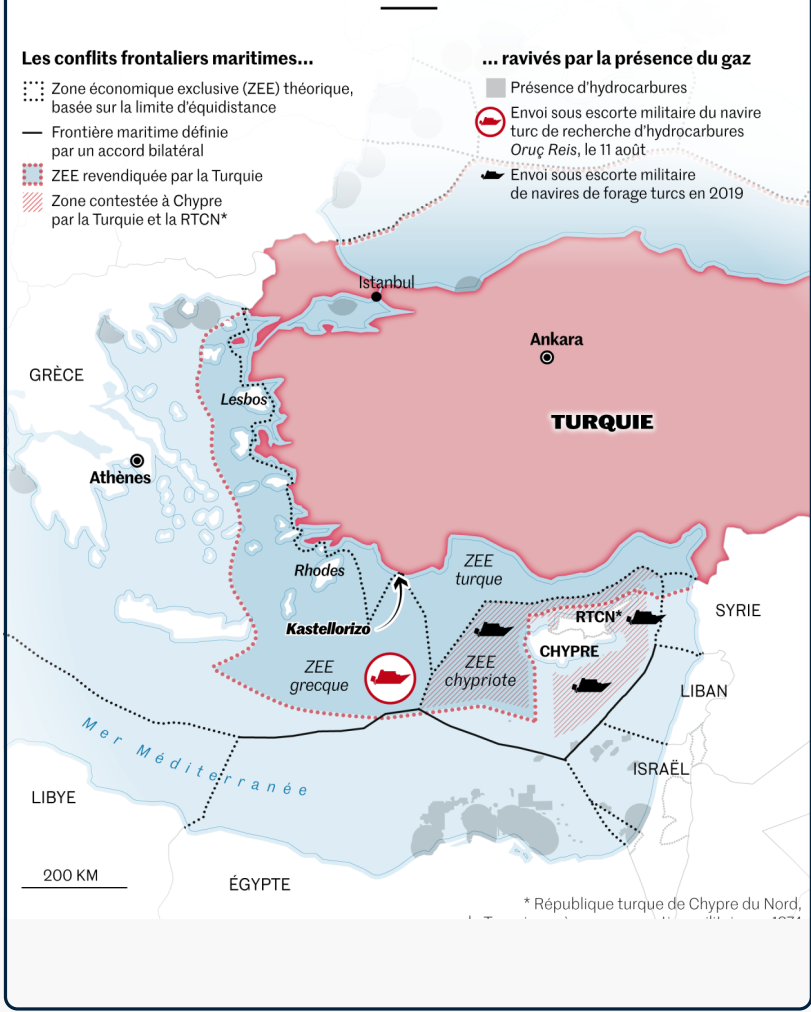 Les conflits frontaliers maritimes...
Zone économique exclusive (ZEE) théorique,
basée sur la limite d'équidistance
Frontière maritime définie
par un accord bilatéral
ZEE revendiquée par la Turquie
Zone contestée à Chypre
par la Turquie et la RTCN*
... ravivés par la présence du gaz
Présence d'hydrocarbures
Envoi sous escorte militaire du navire
turc de recherche d'hydrocarbures
Oruç Reis, le 11 août
Envoi sous escorte militaire
de navires de forage turcs en 2019
Istanbul
Ankara
GRÈCE
Lesbos
TURQUIE
Athènes
Rhodes
ZEE
turque
Kastellorizo
RTCN*
SYRIE
CHYPRE
ZEE
grecque
ZEE
chypriote
LIBAN
Mer Méditerranée
ISRAËL
LIBYE
200 KM
ÉGYPTE
* République turque de Chypre du Nord,